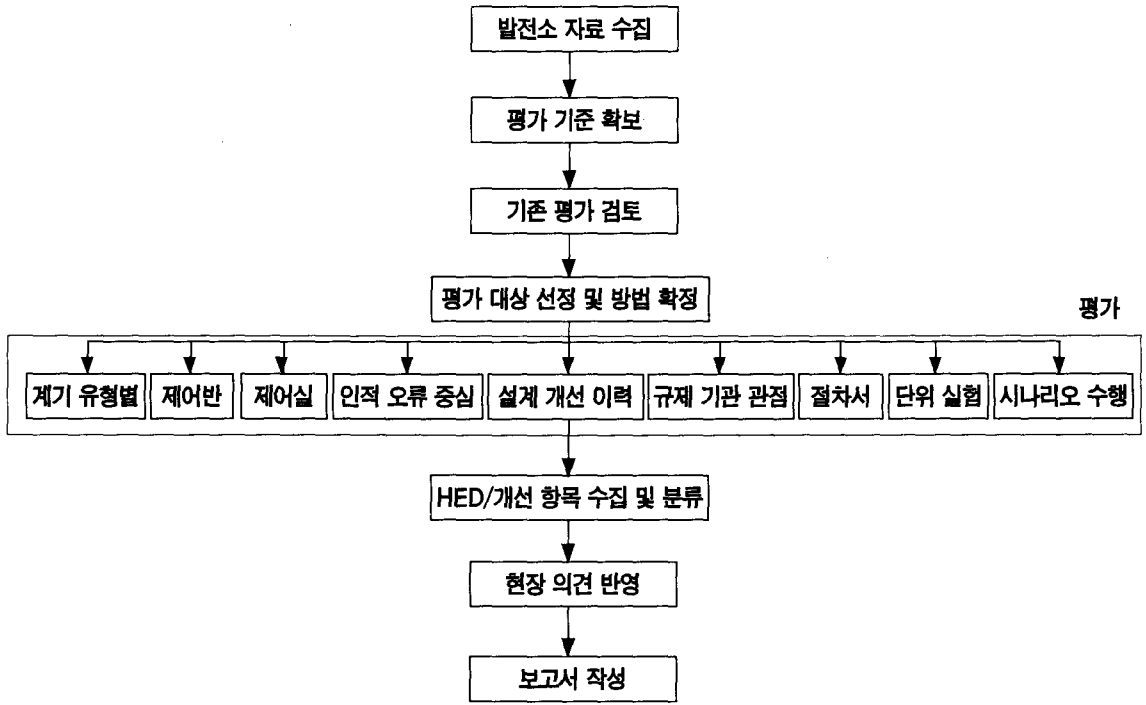 발전소 자료 수집
평가 기준 확보
기존 평가 검토
평가 대상 선정 및 방법 확정
평가
계기 유형별
제어반
제어실
인적 오류 중심
설계 개선 이력
규제 기관 관점
절차서
단위 실험
시나리오 수행
HED/개선 항목 수집 및 분류
현장 의견 반영
보고서 작성